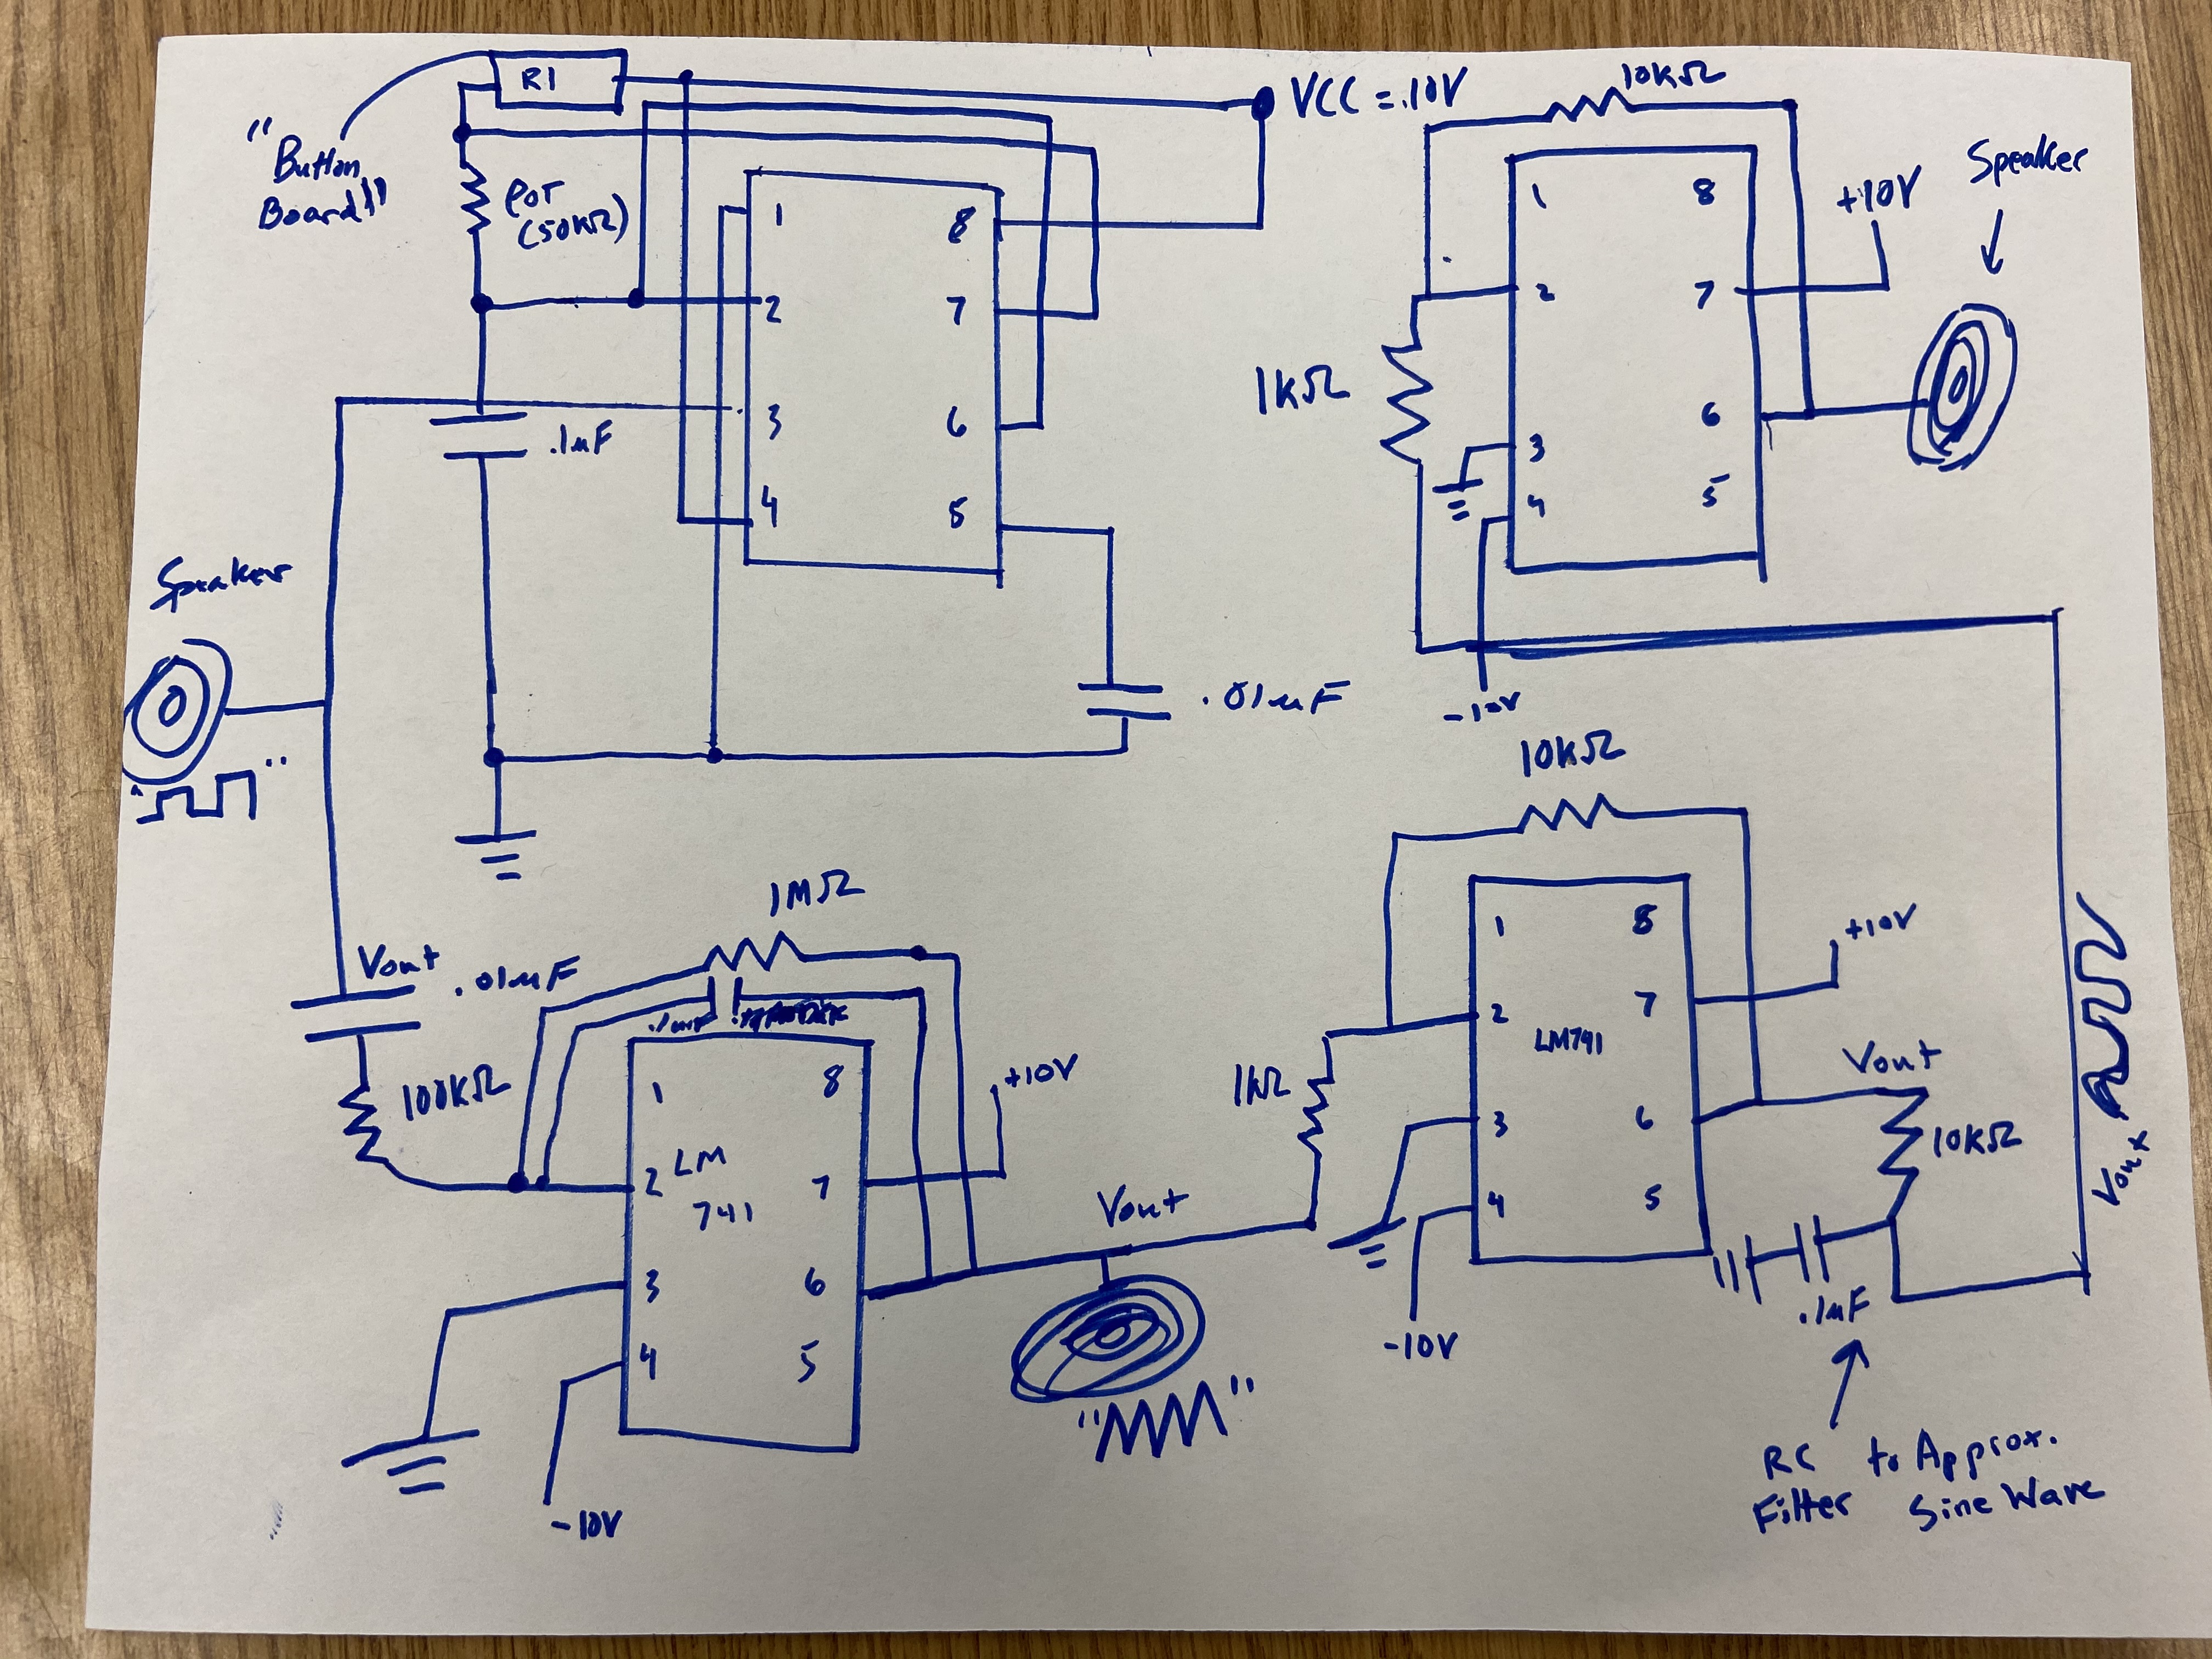 "Button
Board"
R1
POT
(50KΩ)
.1uF
Speaker
" "
1
2
3
4
8
7
6
5
VCC = 10V
.01uF
1KΩ
10KΩ
-10V
1
2
3
4
8
7
6
5
+10V
Speaker
Vout
.01uF
100KΩ
1MΩ
-10V
1
2
3
4
LM
741
8
7
6
5
+10V
Vout
" "
1KΩ
10KΩ
-10V
1
2
3
4
LM741
8
7
6
5
+10V
Vout
10KΩ
.1uF
RC to Approx.
Filter Sine Wave
Vout